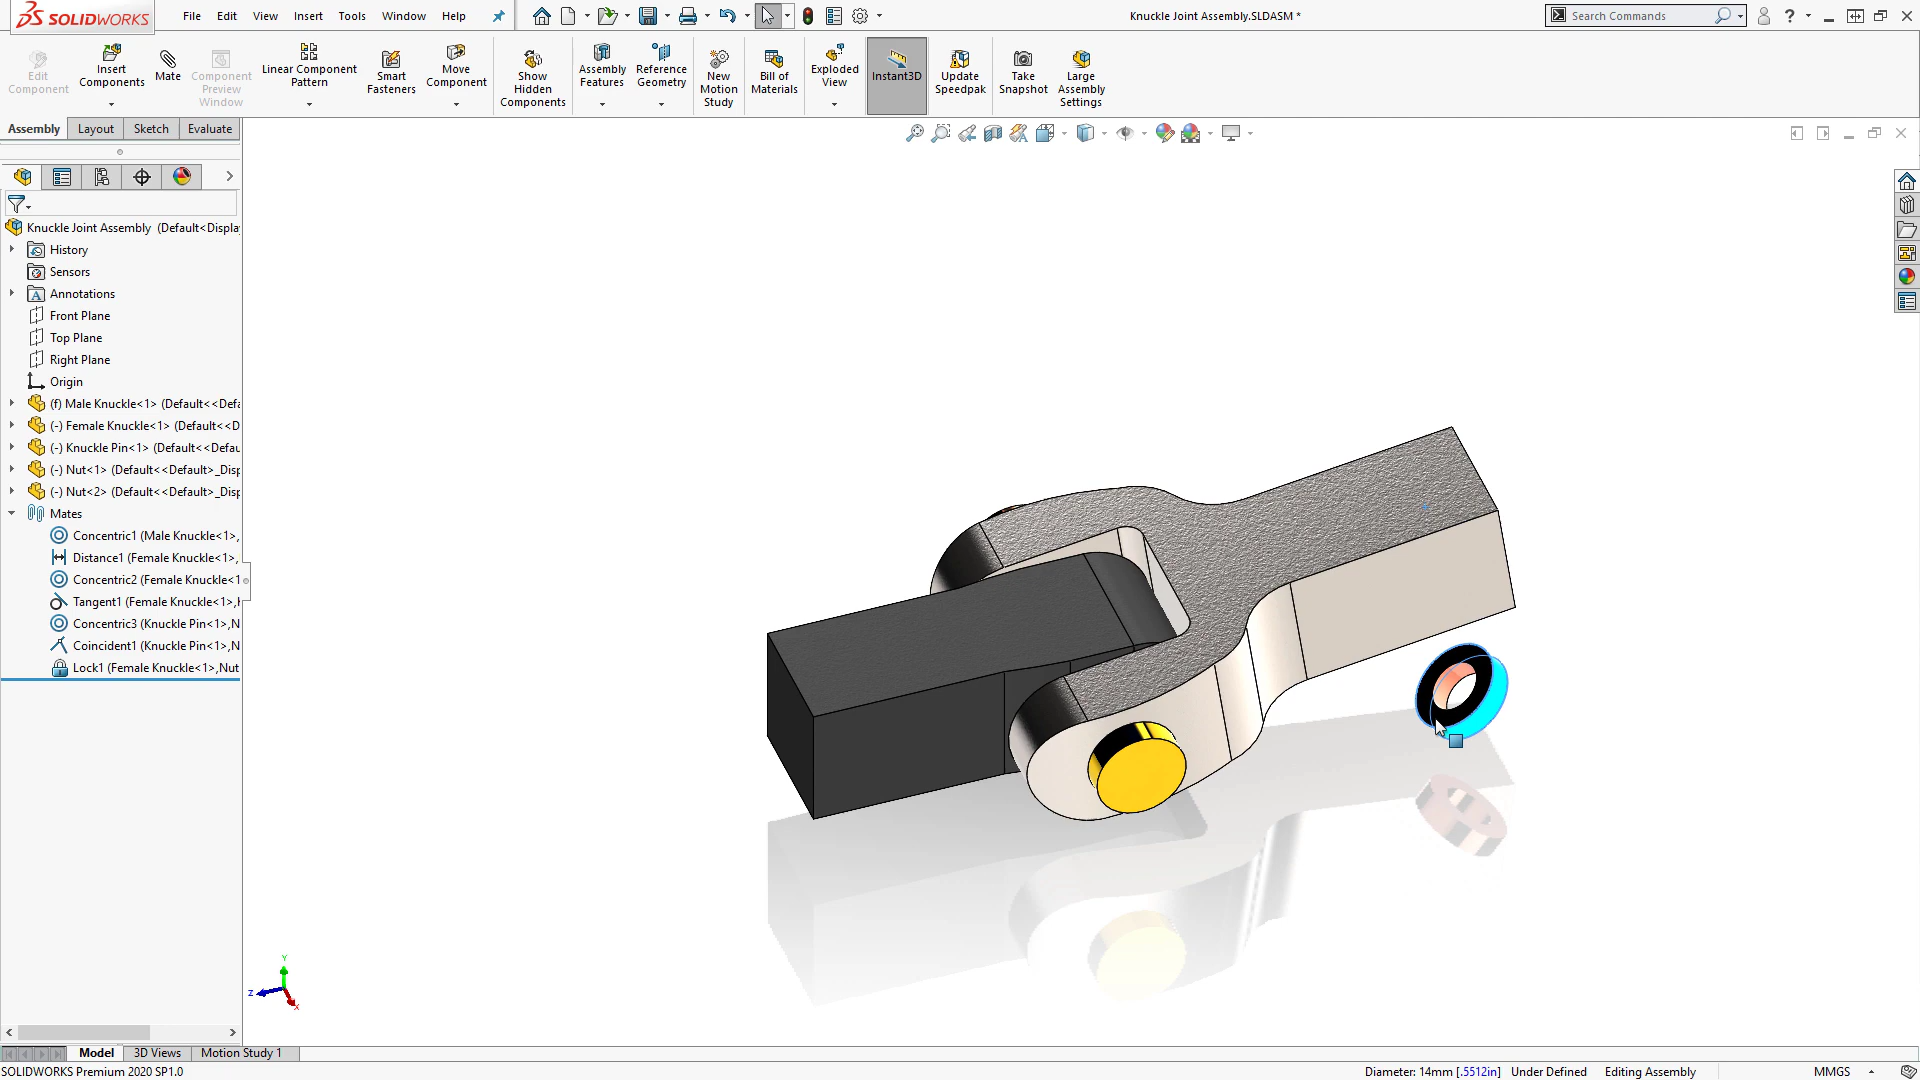 SOLIDWORKS
File Edit View Insert Tools Window Help
Knuckle Joint Assembly.SLDASM *
Search Commands
Edit Component
Insert Components
Mate
Component Preview Window
Linear Component Pattern
Smart Fasteners
Move Component
Show Hidden Components
Assembly Features
Reference Geometry
New Motion Study
Bill of Materials
Exploded View
Instant3D
Update Speedpak
Take Snapshot
Large Assembly Settings
Assembly Layout Sketch Evaluate
Knuckle Joint Assembly (Default<Displa
History
Sensors
Annotations
Front Plane
Top Plane
Right Plane
Origin
(f) Male Knuckle<1> (Default<<Defa
(-) Female Knuckle<1> (Default<<D
(-) Knuckle Pin<1> (Default<<Defau
(-) Nut<1> (Default<<Default>_Disp
(-) Nut<2> (Default<<Default>_Disp
Mates
Concentric1 (Male Knuckle<1>,
Distance1 (Female Knuckle<1>,
Concentric2 (Female Knuckle<1
Tangent1 (Female Knuckle<1>,
Concentric3 (Knuckle Pin<1>,N
Coincident1 (Knuckle Pin<1>,N
Lock1 (Female Knuckle<1>,Nut
Y
Z
X
Model 3D Views Motion Study 1
SOLIDWORKS Premium 2020 SP1.0
Diameter: 14mm [.5512in] Under Defined Editing Assembly MMGS